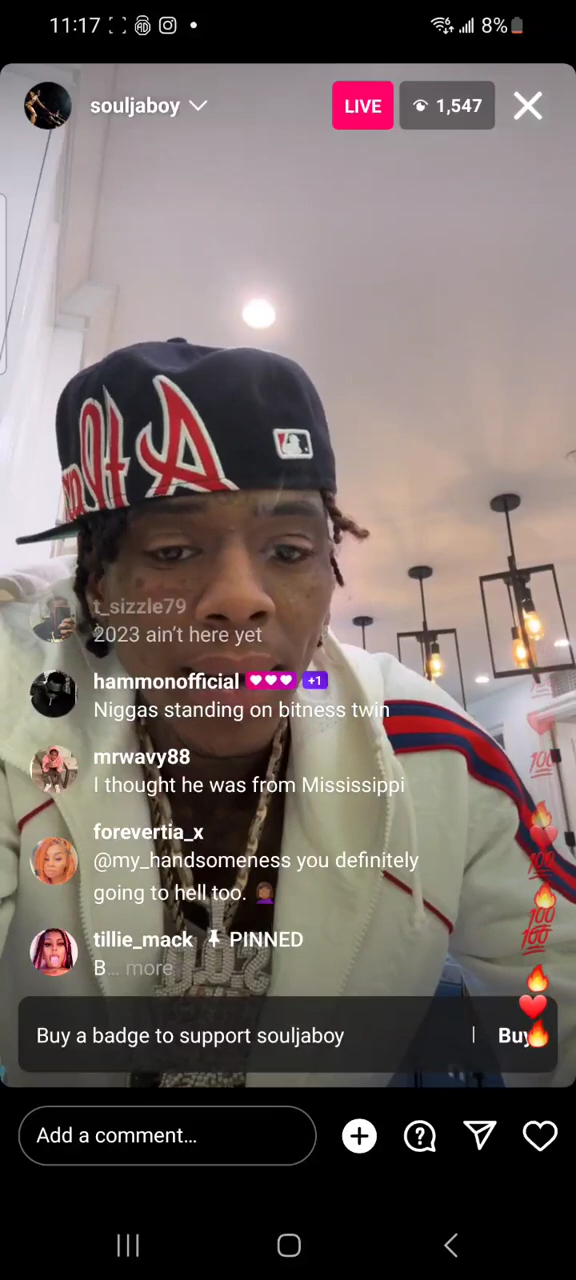 11:17 8%
souljaboy LIVE 1,547
t_sizzle79
2023 ain't here yet
hammonofficial +1
Niggas standing on bitness twin
mrwavy88
I thought he was from Mississippi
forevertia_x
@my_handsomeness you definitely
going to hell too.
tillie_mack PINNED
B... more
Buy a badge to support souljaboy | Buy
Add a comment...